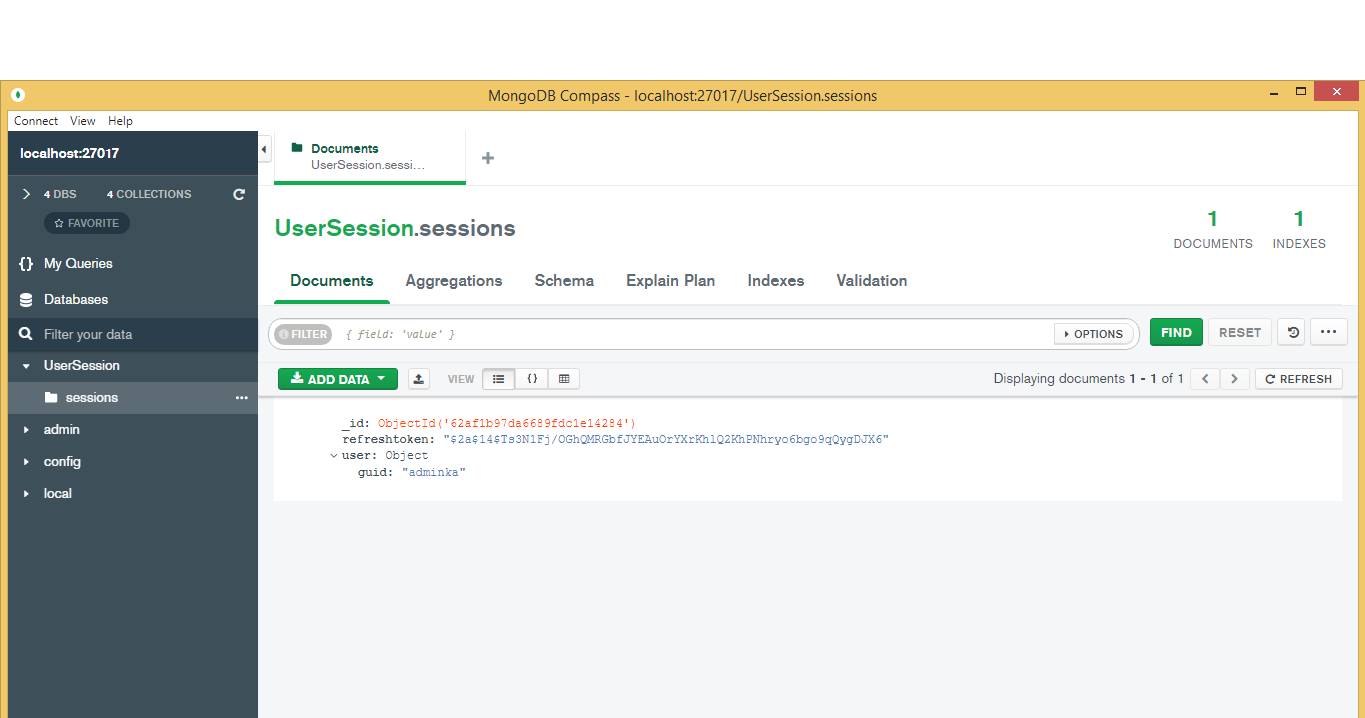 MongoDB Compass - localhost:27017/UserSession.sessions
Connect View Help
localhost:27017
4 DBS 4 COLLECTIONS
FAVORITE
My Queries
Databases
Filter your data
UserSession
sessions
admin
config
local
Documents
UserSession.sessi...
UserSession.sessions
1
DOCUMENTS
1
INDEXES
Documents Aggregations Schema Explain Plan Indexes Validation
FILTER { field: 'value' } OPTIONS FIND RESET
ADD DATA VIEW {} Displaying documents 1 - 1 of 1 REFRESH
_id: ObjectId('62af1b97da6689fdc1e14284')
refreshtoken: "$2a$14$Ts3N1Fj/OGhQMRGbfJYEAuOrYXrKhlQ2KhPNhryo6bgo9qQygDJX6"
user: Object
guid: "adminka"